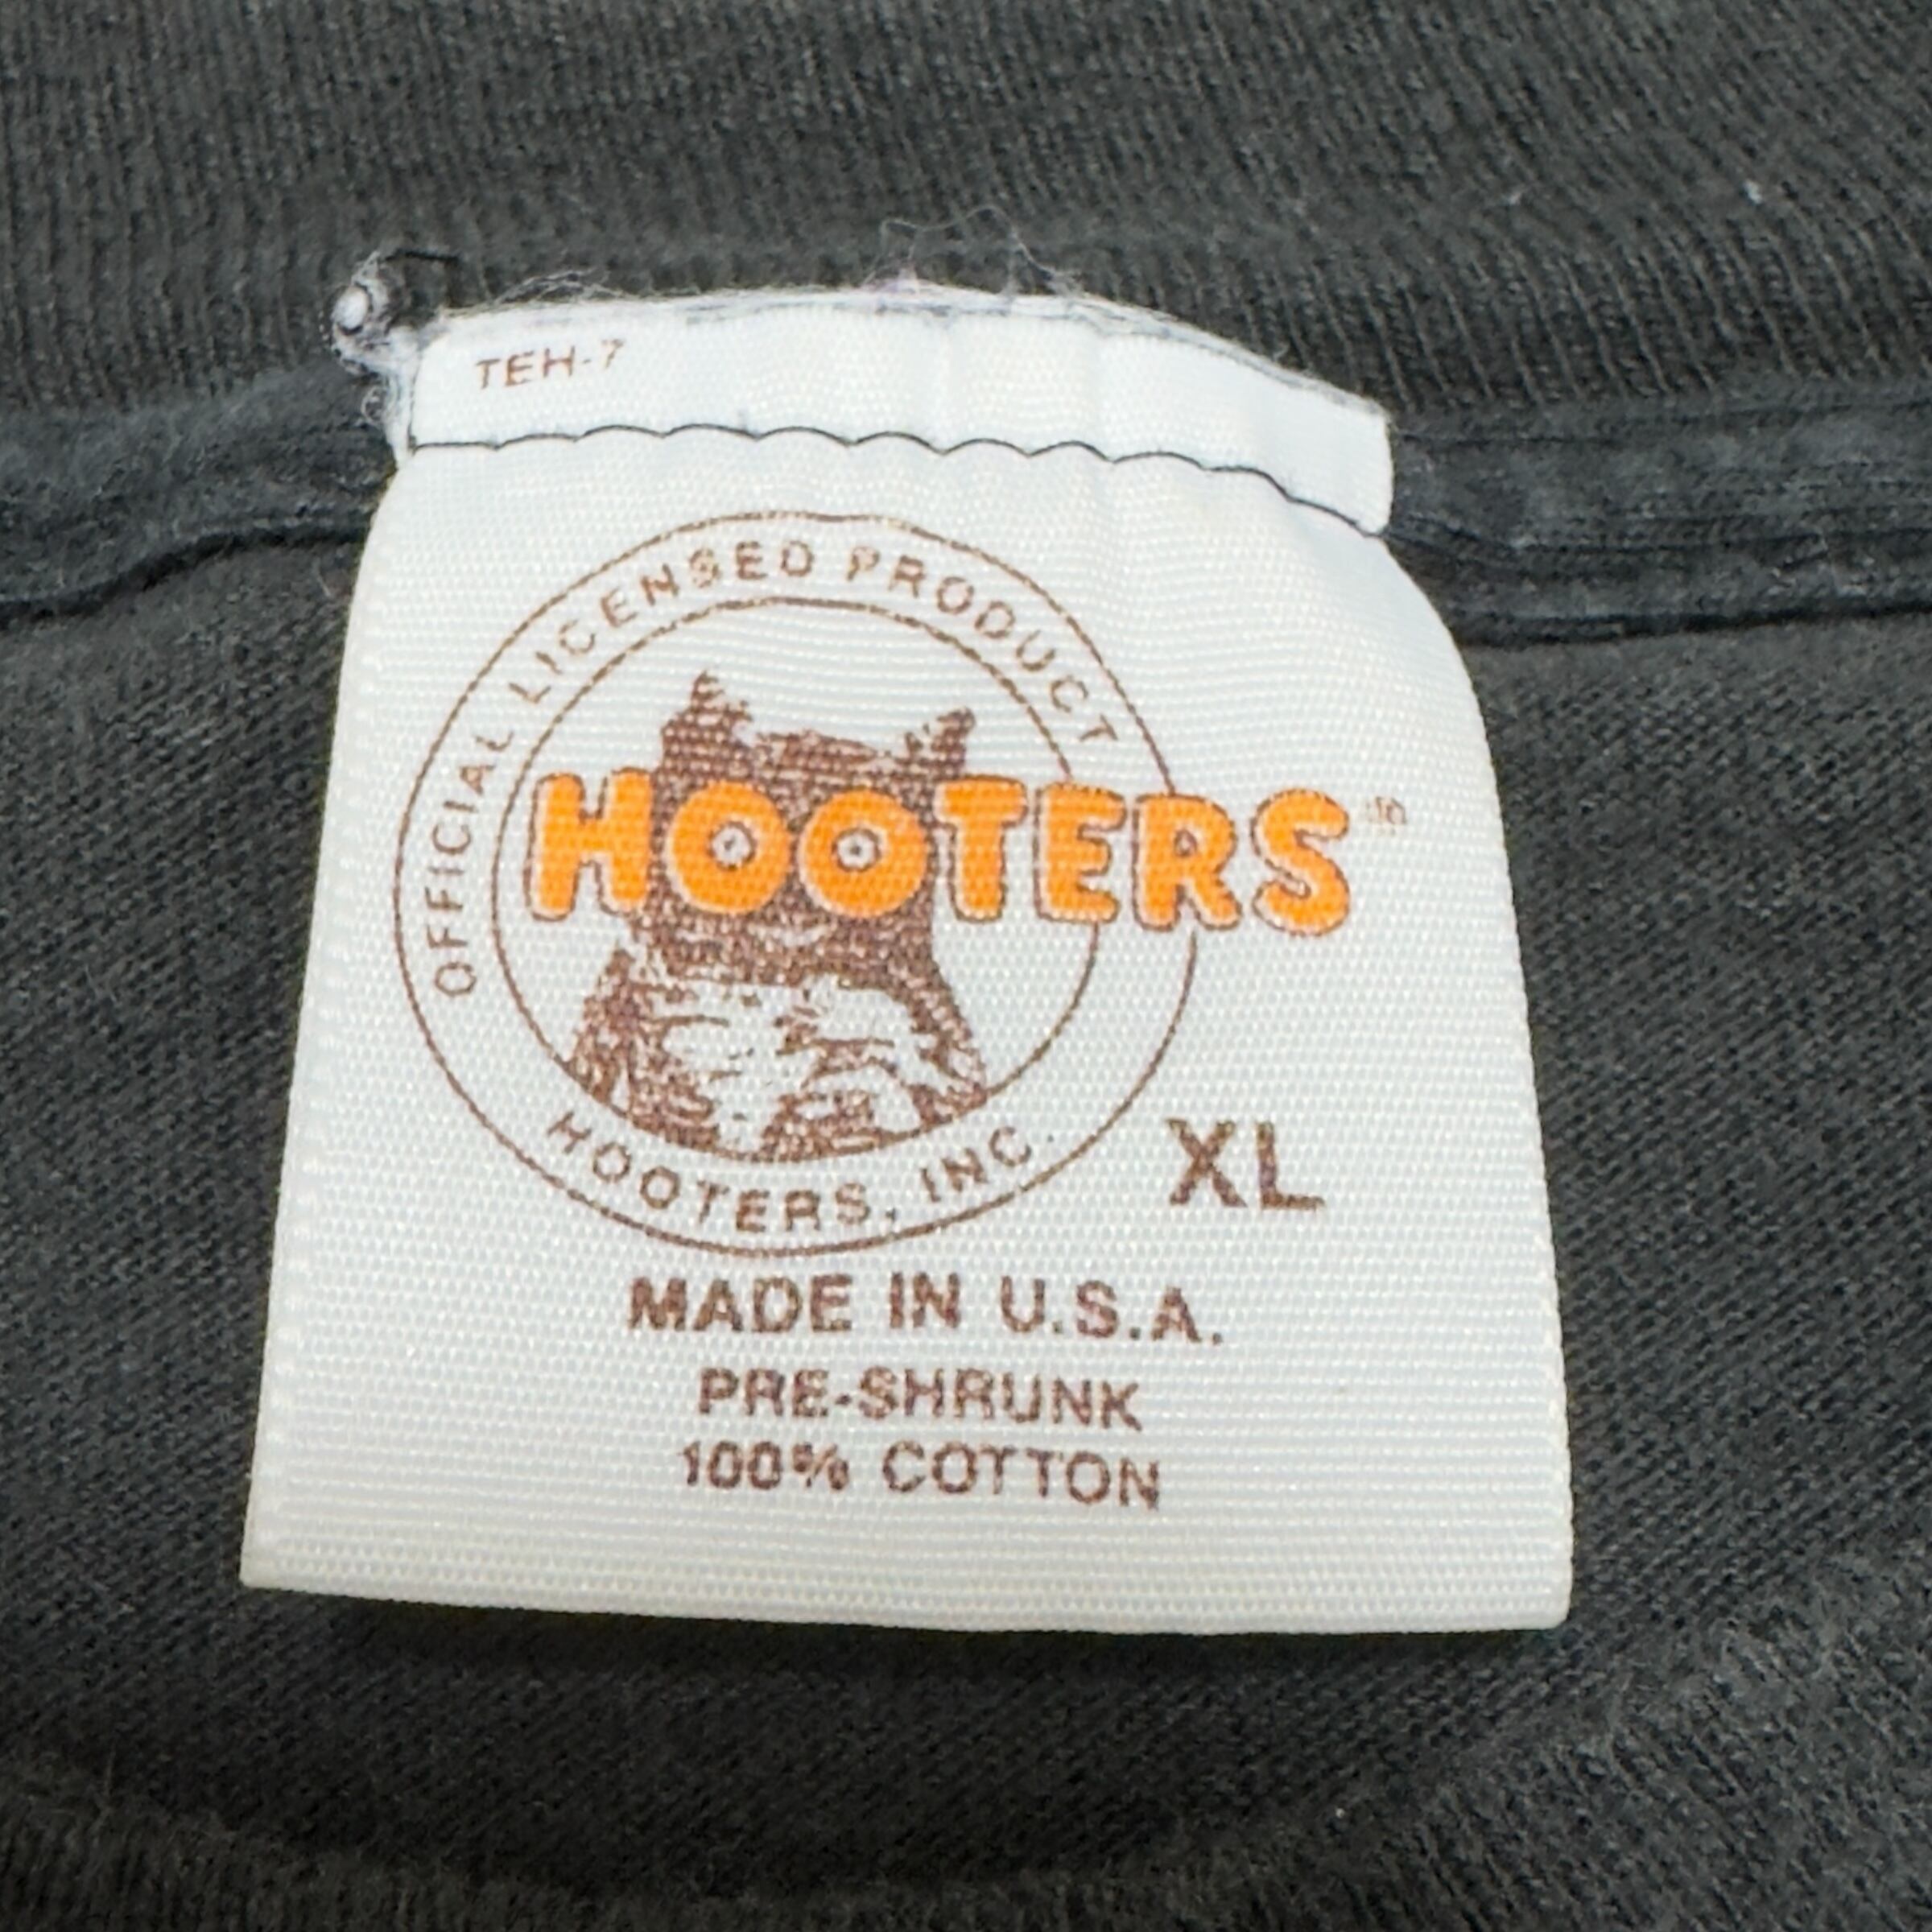 TEH-7
OFFICIAL LICENSED PRODUCT
HOOTERS
HOOTERS, INC.
XL
MADE IN U.S.A.
PRE-SHRUNK
100% COTTON